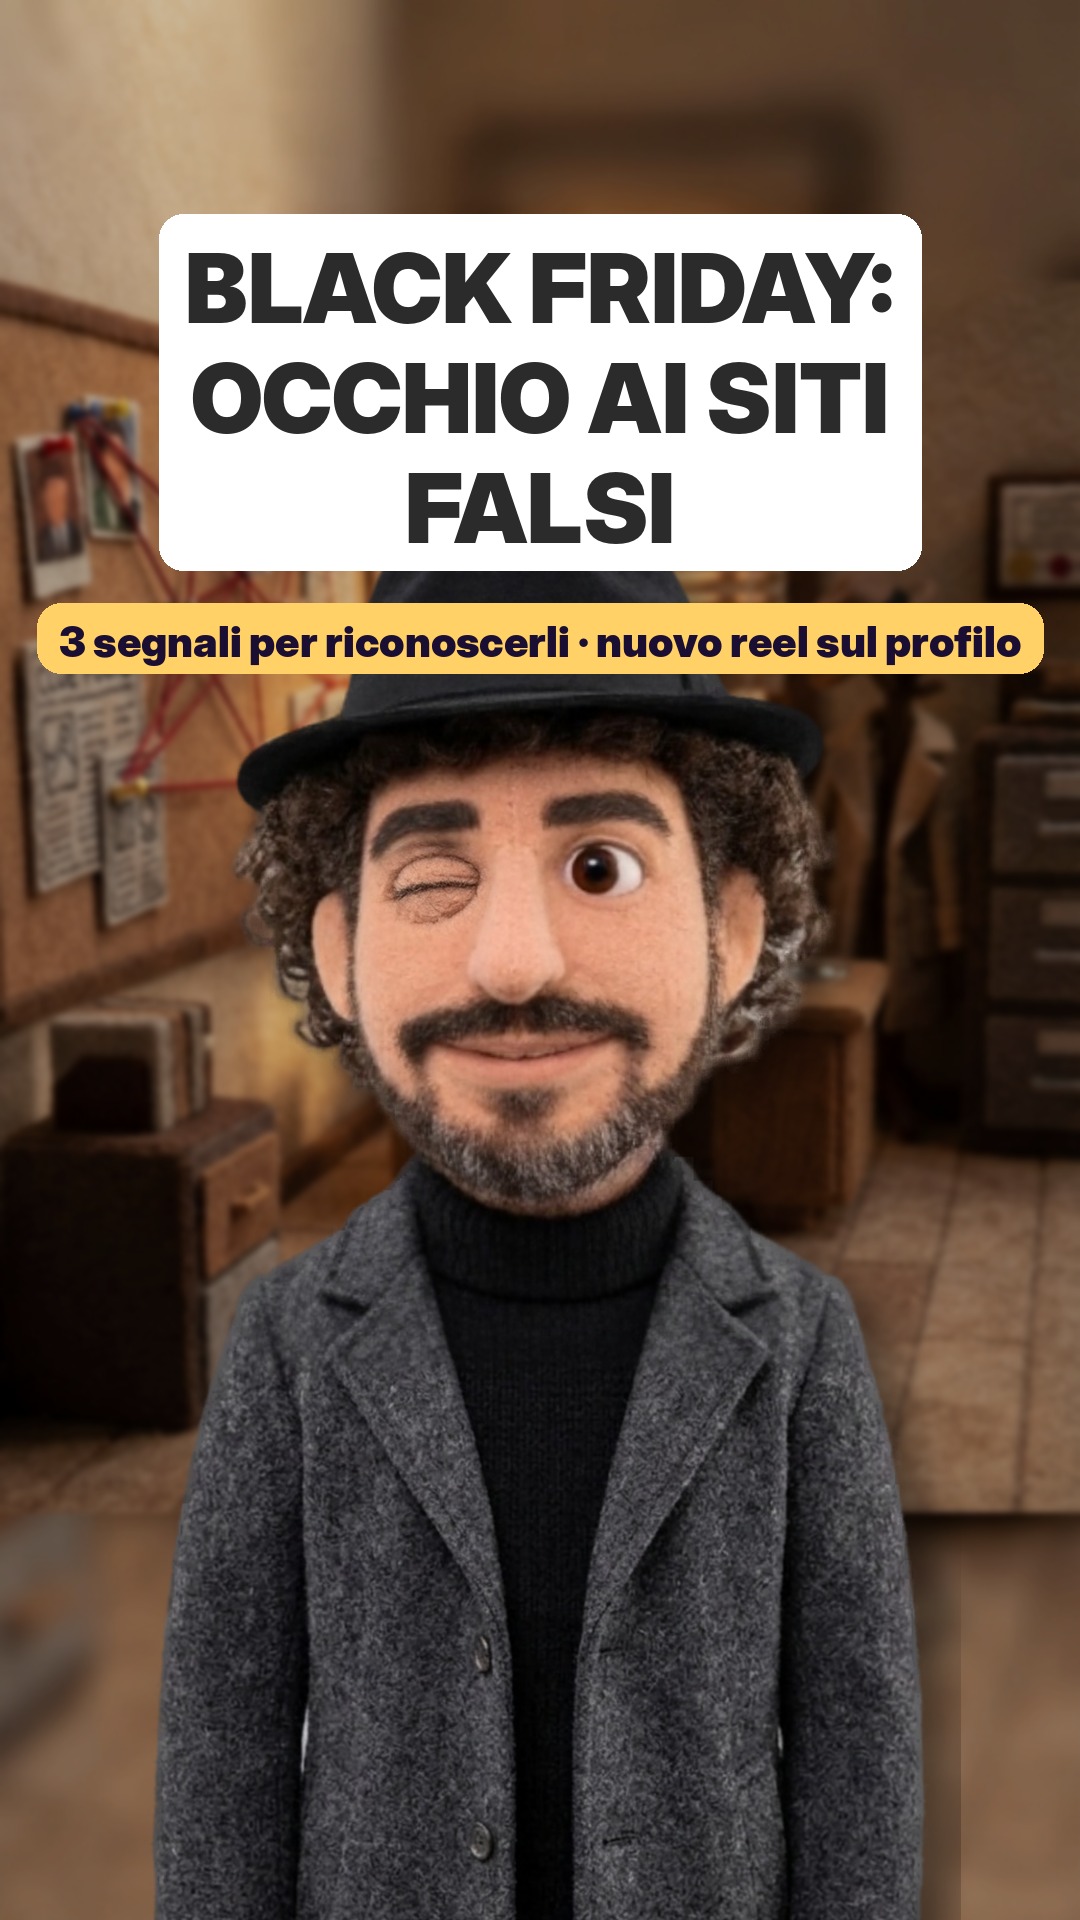 BLACK FRIDAY:
OCCHIO AI SITI
FALSI
3 segnali per riconoscerli · nuovo reel sul profilo